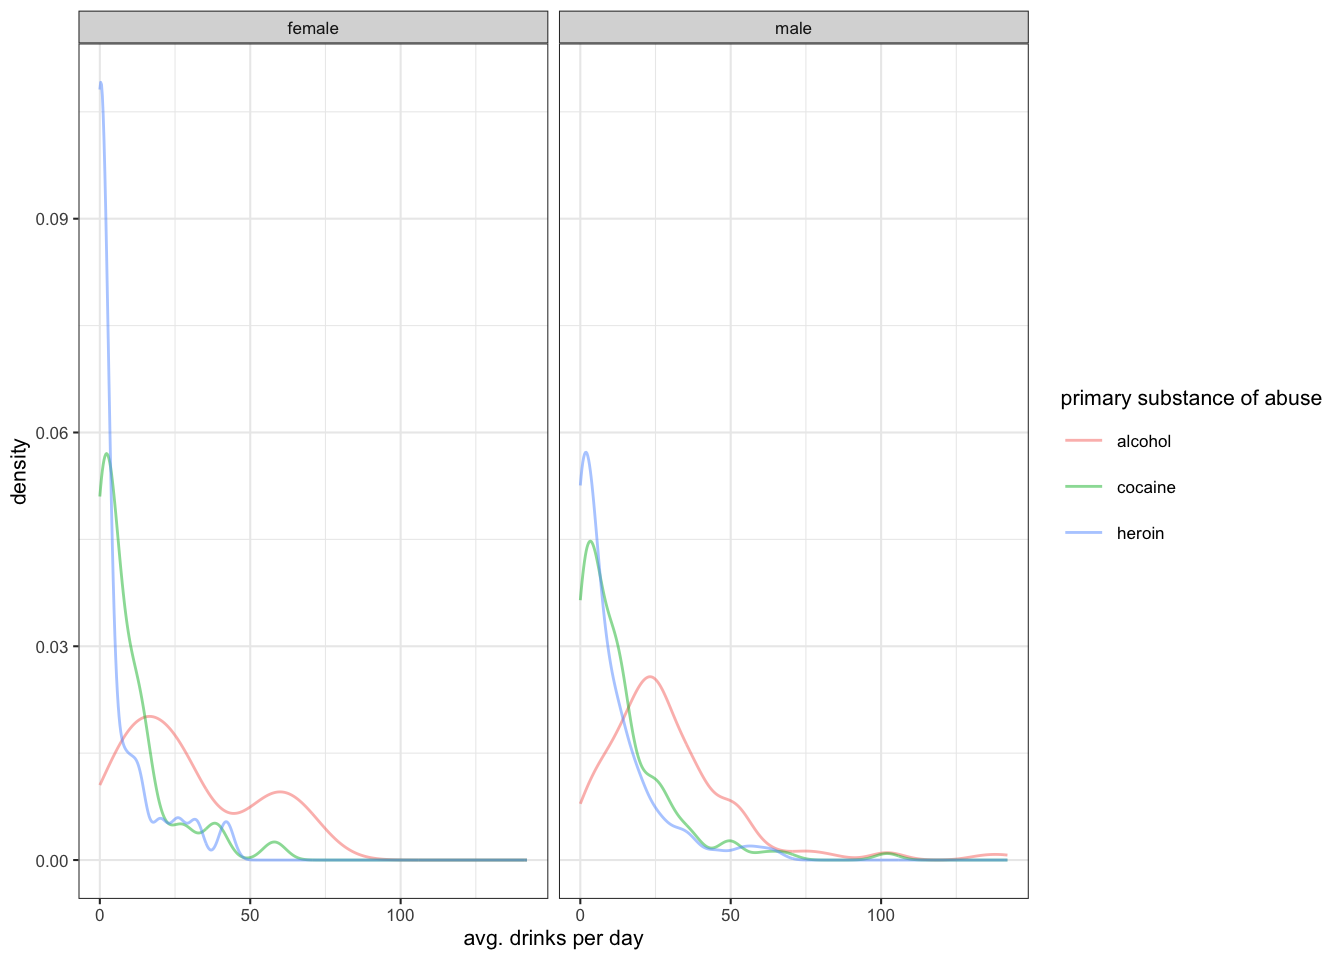 female
male
0.09
0.06
0.03
0.00
density
0
50
100
0
50
100
avg. drinks per day
primary substance of abuse
alcohol
cocaine
heroin